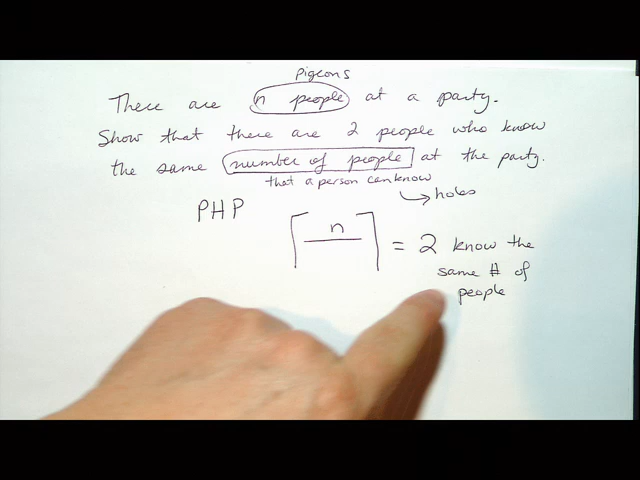 pigeons
There are n people at a party.
Show that there are 2 people who know
the same number of people at the party.
that a person can know
→ holes
PHP
⌈n/ ⌉ = 2 know the
same # of
people